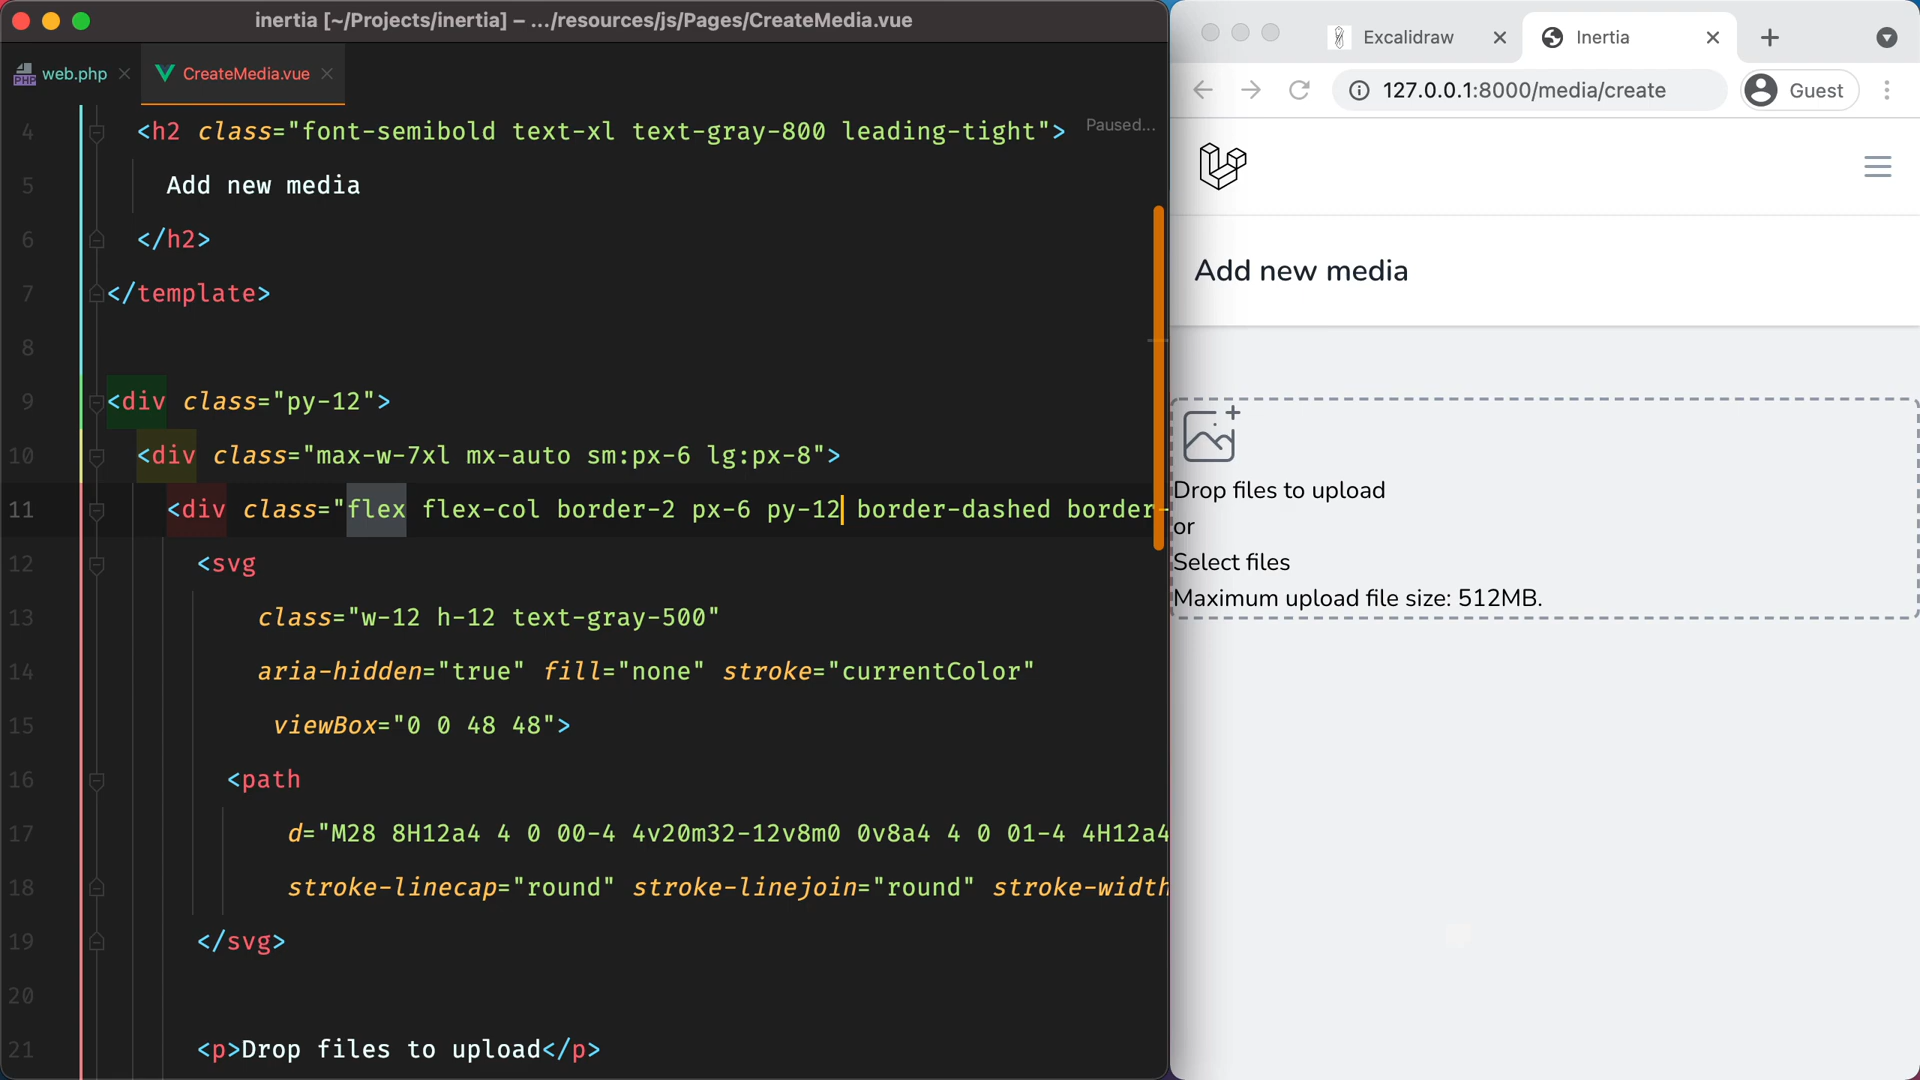 inertia [~/Projects/inertia] – .../resources/js/Pages/CreateMedia.vue
web.php
CreateMedia.vue
Paused...
4 <h2 class="font-semibold text-xl text-gray-800 leading-tight">
5 Add new media
6 </h2>
7 </template>
8
9 <div class="py-12">
10 <div class="max-w-7xl mx-auto sm:px-6 lg:px-8">
11 <div class="flex flex-col border-2 px-6 py-12 border-dashed border-
12 <svg
13 class="w-12 h-12 text-gray-500"
14 aria-hidden="true" fill="none" stroke="currentColor"
15 viewBox="0 0 48 48">
16 <path
17 d="M28 8H12a4 4 0 00-4 4v20m32-12v8m0 0v8a4 4 0 01-4 4H12a4
18 stroke-linecap="round" stroke-linejoin="round" stroke-width
19 </svg>
20
21 <p>Drop files to upload</p>
PHP
Excalidraw
Inertia
127.0.0.1:8000/media/create
Guest
Add new media
Drop files to upload
or
Select files
Maximum upload file size: 512MB.